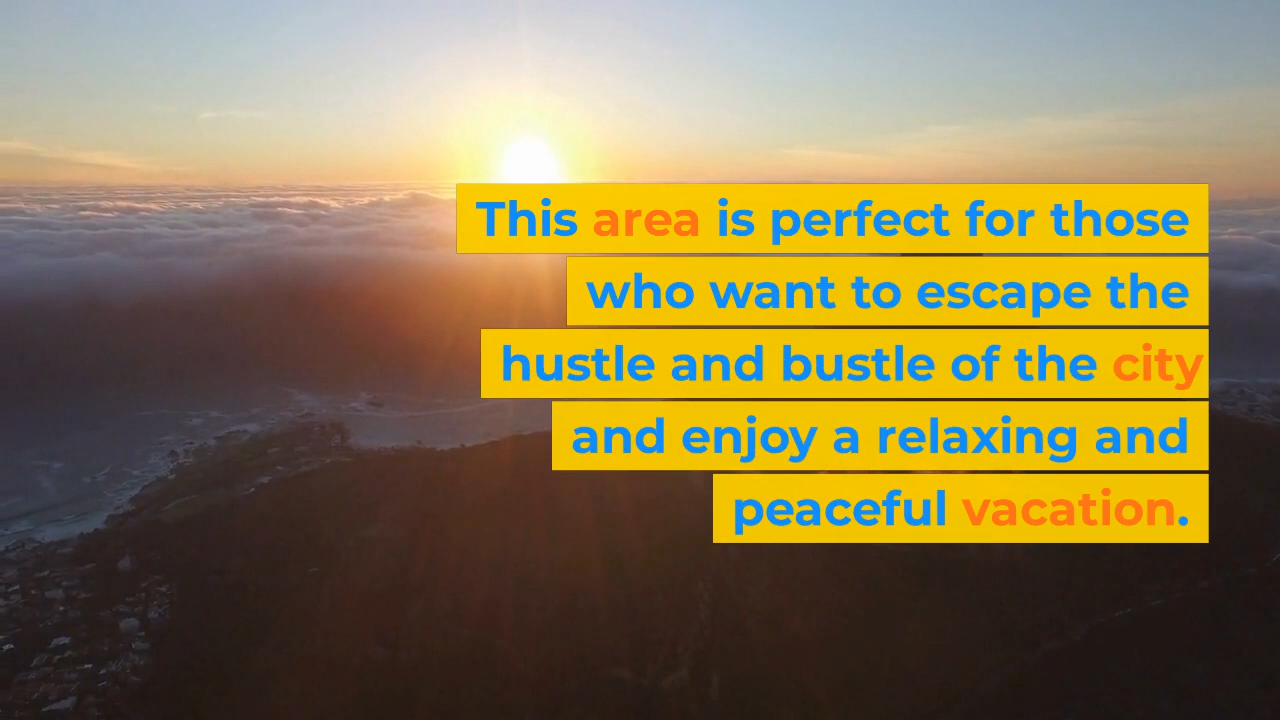 This area is perfect for those
who want to escape the
hustle and bustle of the city
and enjoy a relaxing and
peaceful vacation.